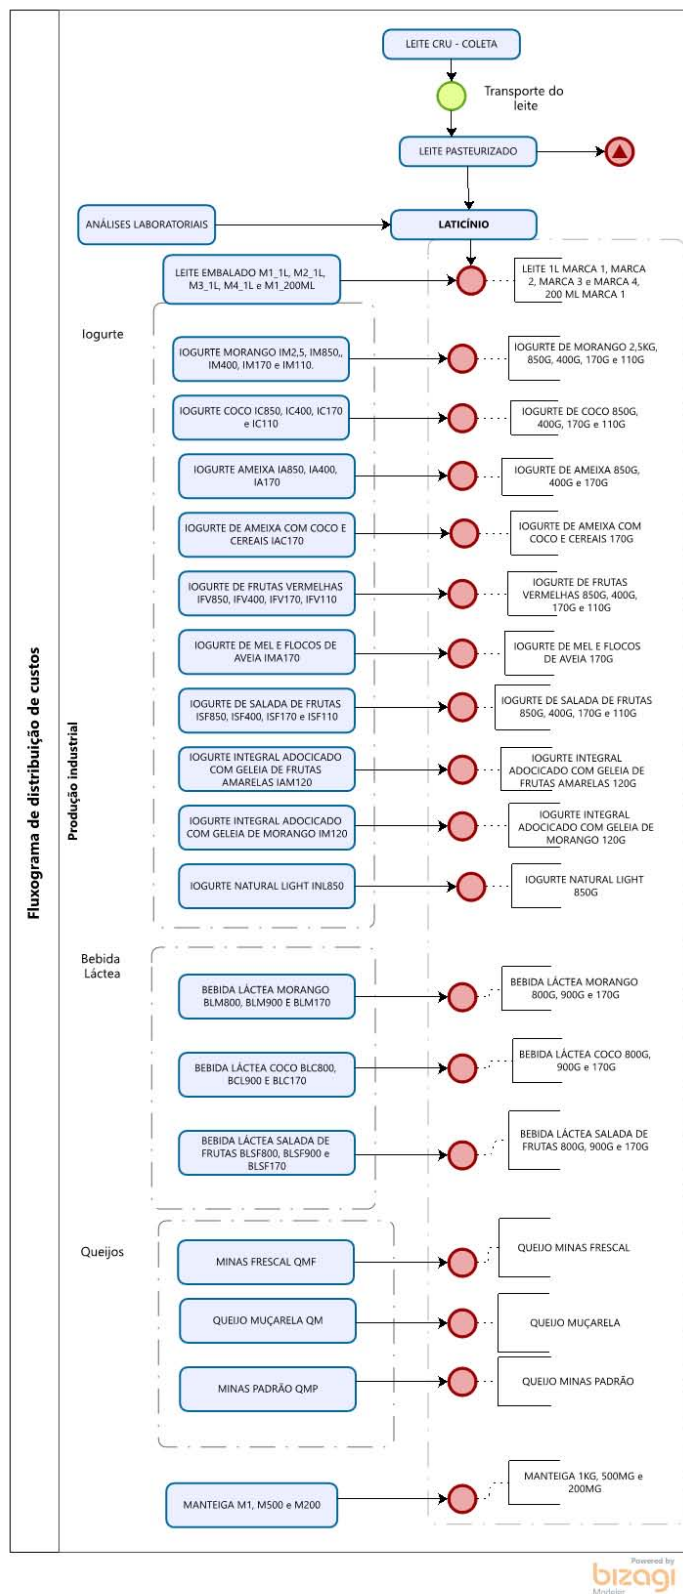 Fluxograma de distribuição de custos
Produção industrial
LEITE CRU - COLETA
Transporte do
leite
LEITE PASTEURIZADO
ANÁLISES LABORATORIAIS
LATICÍNIO
LEITE EMBALADO M1_1L, M2_1L,
M3_1L, M4_1L e M1_200ML
LEITE 1L MARCA 1, MARCA
2, MARCA 3 e MARCA 4,
200 ML MARCA 1
Iogurte
IOGURTE MORANGO IM2,5, IM850,,
IM400, IM170 e IM110.
IOGURTE DE MORANGO 2,5KG,
850G, 400G, 170G e 110G
IOGURTE COCO IC850, IC400, IC170
e IC110
IOGURTE DE COCO 850G,
400G, 170G e 110G
IOGURTE AMEIXA IA850, IA400,
IA170
IOGURTE DE AMEIXA 850G,
400G e 170G
IOGURTE DE AMEIXA COM COCO E
CEREAIS IAC170
IOGURTE DE AMEIXA COM
COCO E CEREAIS 170G
IOGURTE DE FRUTAS VERMELHAS
IFV850, IFV400, IFV170, IFV110
IOGURTE DE FRUTAS
VERMELHAS 850G, 400G,
170G e 110G
IOGURTE DE MEL E FLOCOS DE
AVEIA IMA170
IOGURTE DE MEL E FLOCOS
DE AVEIA 170G
IOGURTE DE SALADA DE FRUTAS
ISF850, ISF400, ISF170 e ISF110
IOGURTE DE SALADA DE FRUTAS
850G, 400G, 170G e 110G
IOGURTE INTEGRAL ADOCICADO
COM GELEIA DE FRUTAS
AMARELAS IAM120
IOGURTE INTEGRAL
ADOCICADO COM GELEIA DE
FRUTAS AMARELAS 120G
IOGURTE INTEGRAL ADOCICADO
COM GELEIA DE MORANGO IM120
IOGURTE INTEGRAL
ADOCICADO COM GELEIA DE
MORANGO 120G
IOGURTE NATURAL LIGHT INL850
IOGURTE NATURAL LIGHT
850G
Bebida
Láctea
BEBIDA LÁCTEA MORANGO
BLM800, BLM900 E BLM170
BEBIDA LÁCTEA MORANGO
800G, 900G e 170G
BEBIDA LÁCTEA COCO BLC800,
BCL900 E BLC170
BEBIDA LÁCTEA COCO 800G,
900G e 170G
BEBIDA LÁCTEA SALADA DE
FRUTAS BLSF800, BLSF900 e
BLSF170
BEBIDA LÁCTEA SALADA DE
FRUTAS 800G, 900G e 170G
Queijos
MINAS FRESCAL QMF
QUEIJO MINAS FRESCAL
QUEIJO MUÇARELA QM
QUEIJO MUÇARELA
MINAS PADRÃO QMP
QUEIJO MINAS PADRÃO
MANTEIGA M1, M500 e M200
MANTEIGA 1KG, 500MG e
200MG
Powered by
bizagi
Modeler